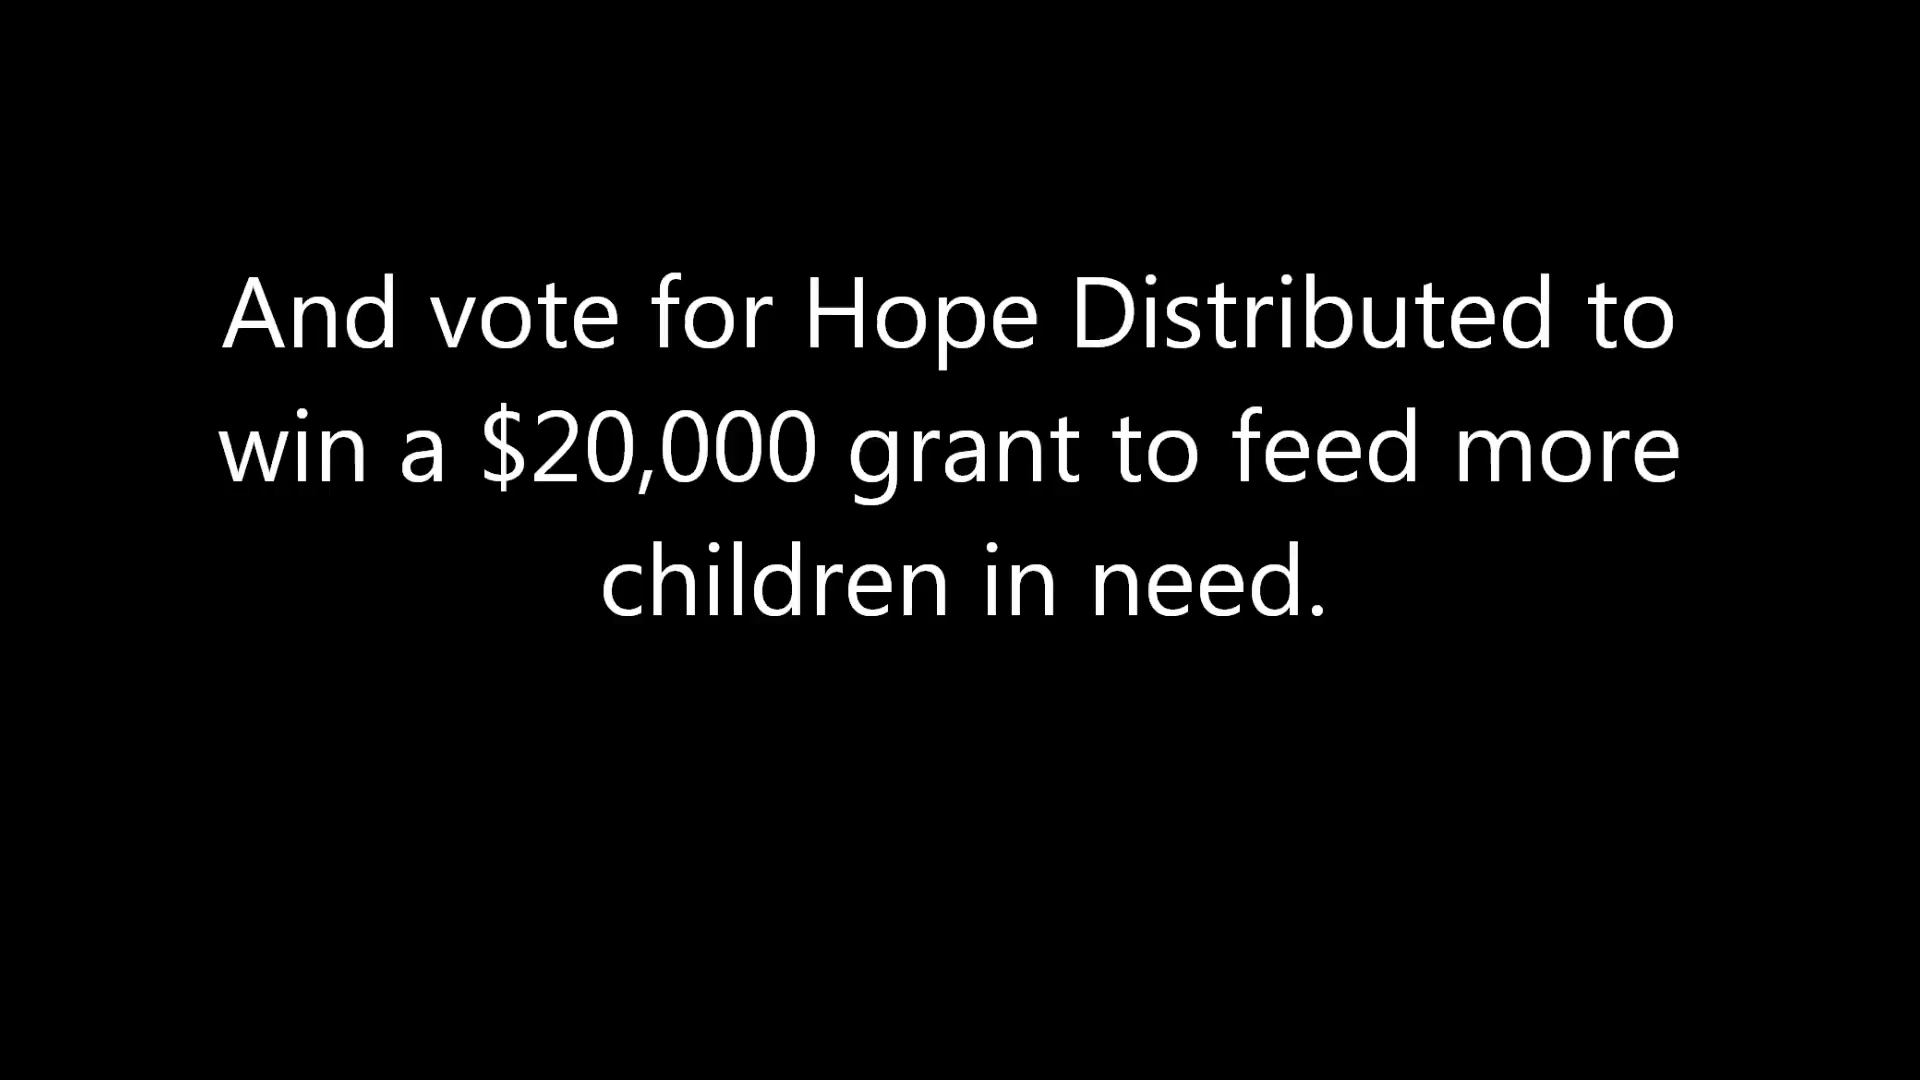 And vote for Hope Distributed to
win a $20,000 grant to feed more
children in need.